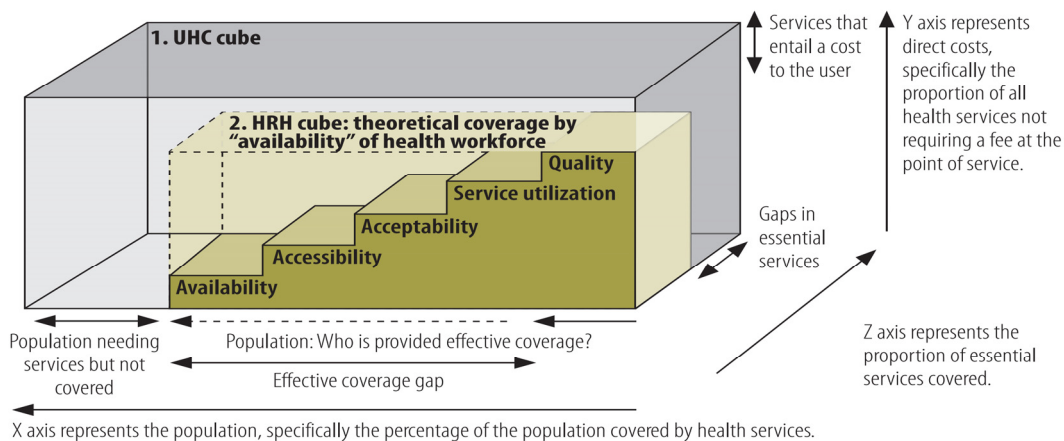 1. UHC cube
2. HRH cube: theoretical coverage by
“availability” of health workforce
Quality
Service utilization
Acceptability
Accessibility
Availability
Services that
entail a cost
to the user
Y axis represents
direct costs,
specifically the
proportion of all
health services not
requiring a fee at the
point of service.
Gaps in
essential
services
Z axis represents the
proportion of essential
services covered.
Population needing
services but not
covered
Population: Who is provided effective coverage?
Effective coverage gap
X axis represents the population, specifically the percentage of the population covered by health services.